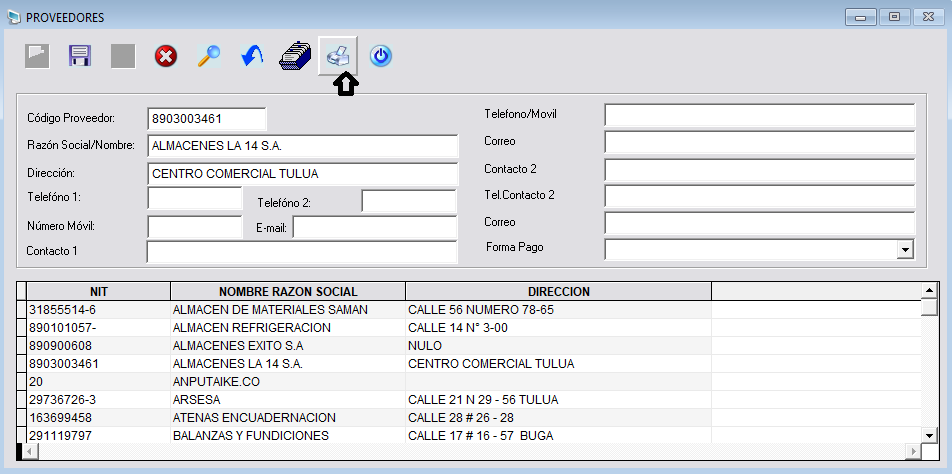 PROVEEDORES
Código Proveedor: 8903003461
Razón Social/Nombre: ALMACENES LA 14 S.A.
Dirección: CENTRO COMERCIAL TULUA
Telefóno 1: Telefóno 2:
Número Móvil: E-mail:
Contacto 1
Telefono/Movil
Correo
Contacto 2
Tel.Contacto 2
Correo
Forma Pago
NIT NOMBRE RAZON SOCIAL DIRECCION
31855514-6 ALMACEN DE MATERIALES SAMAN CALLE 56 NUMERO 78-65
890101057- ALMACEN REFRIGERACION CALLE 14 N° 3-00
890900608 ALMACENES EXITO S.A NULO
8903003461 ALMACENES LA 14 S.A. CENTRO COMERCIAL TULUA
20 ANPUTAIKE.CO
29736726-3 ARSESA CALLE 21 N 29 - 56 TULUA
163699458 ATENAS ENCUADERNACION CALLE 28 # 26 - 28
291119797 BALANZAS Y FUNDICIONES CALLE 17 # 16 - 57 BUGA